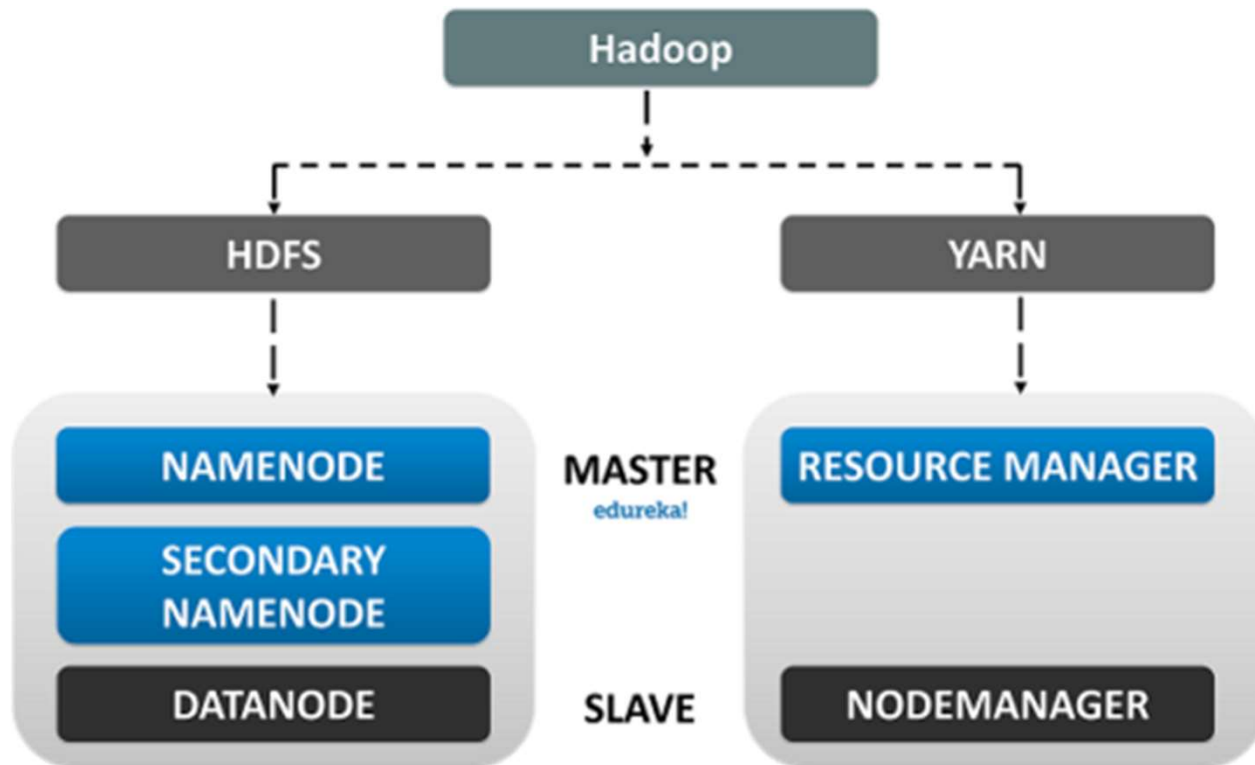 Hadoop
HDFS
YARN
NAMENODE
MASTER
edureka!
RESOURCE MANAGER
SECONDARY
NAMENODE
DATANODE
SLAVE
NODEMANAGER